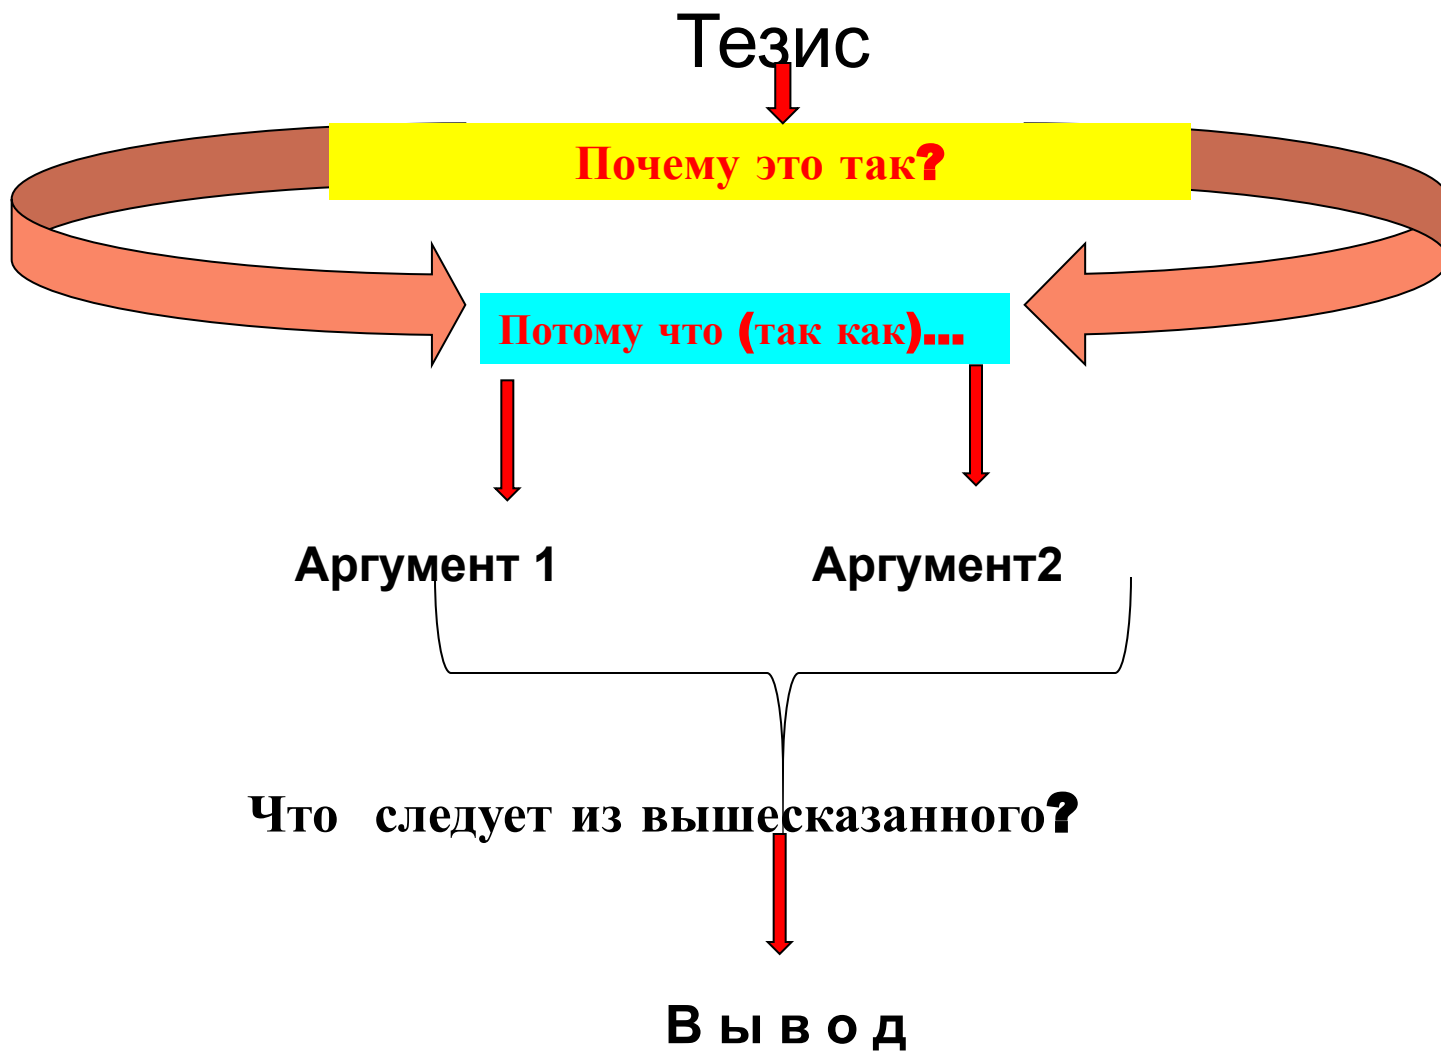 Тезис
Почему это так?
Потому что (так как)...
Аргумент 1
Аргумент2
Что следует из вышесказанного?
В ы в о д